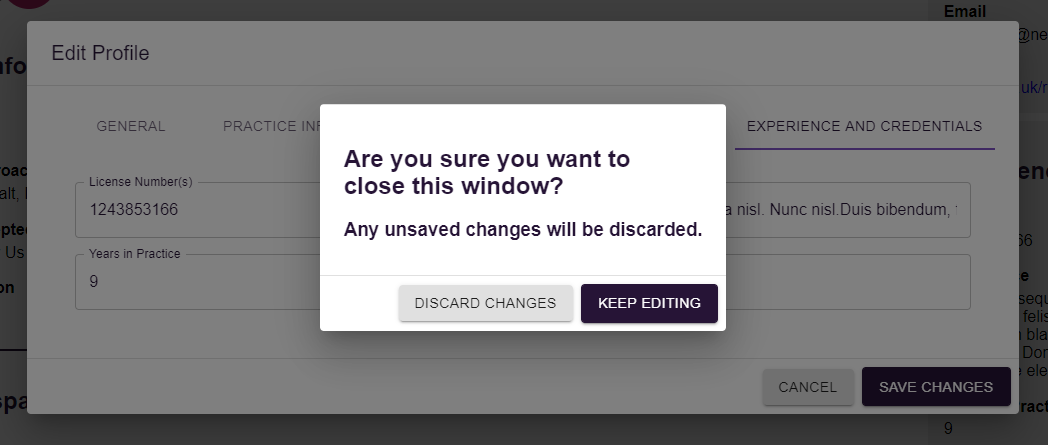 Email
@ne
Edit Profile
nfo
uk/r
GENERAL
PRACTICE INF
EXPERIENCE AND CREDENTIALS
Are you sure you want to
close this window?
Any unsaved changes will be discarded.
License Number(s)
1243853166
a nisl. Nunc nisl.Duis bibendum,
Years in Practice
9
roac
alt,
pte
Us
on
66
e
sequ
felis
bla
Dor
ele
DISCARD CHANGES
KEEP EDITING
CANCEL
SAVE CHANGES
spa
ract
9